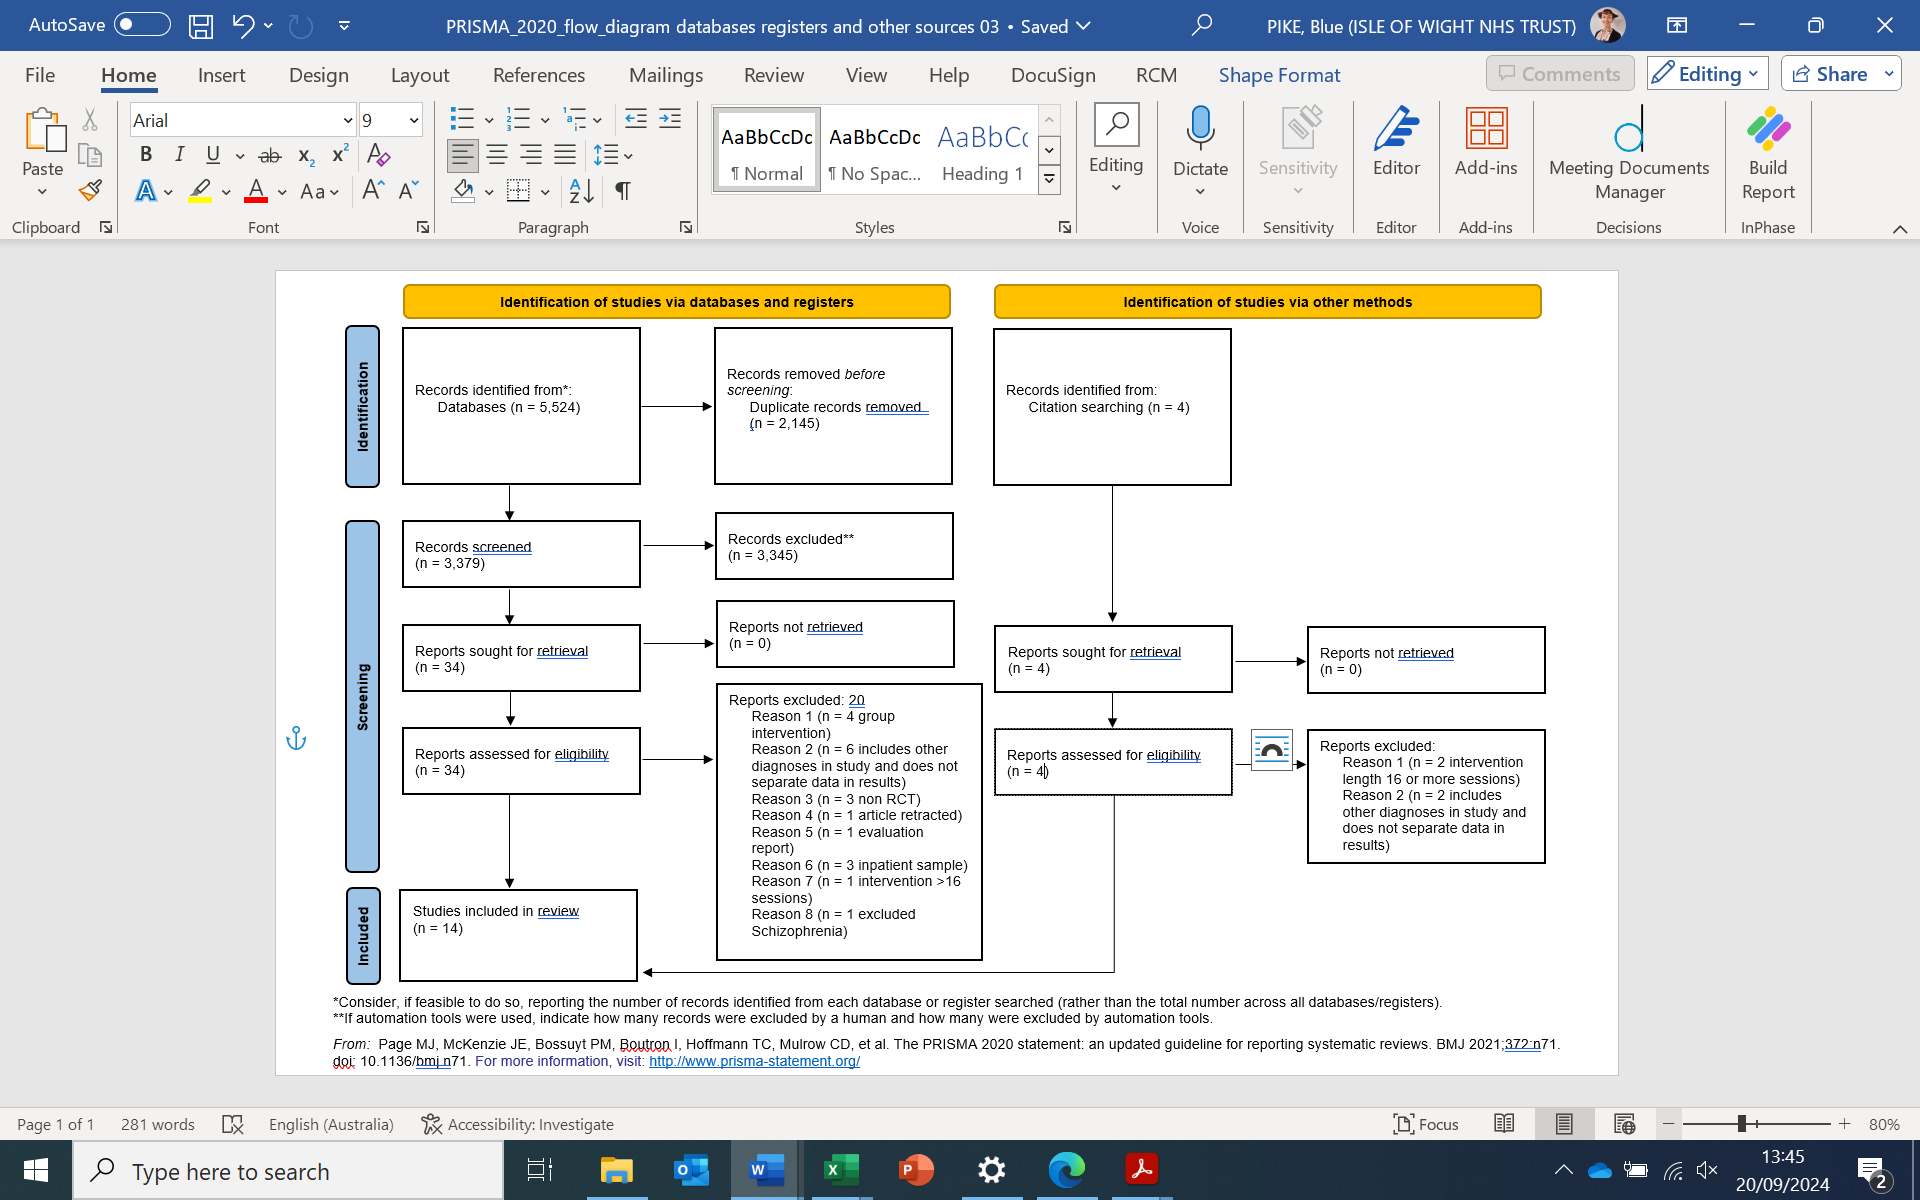 AutoSave
PRISMA_2020_flow_diagram databases registers and other sources 03 • Saved
PIKE, Blue (ISLE OF WIGHT NHS TRUST)
File Home Insert Design Layout References Mailings Review View Help DocuSign RCM Shape Format
Comments Editing Share
Arial 9
Paste
B I U ab x₂ x²
A A Aa A A
AaBbCcDc AaBbCcDc AaBbCc
¶ Normal ¶ No Spac... Heading 1
Editing
Dictate
Sensitivity
Editor
Add-ins
Meeting Documents
Manager
Build
Report
Clipboard Font Paragraph Styles Voice Sensitivity Editor Add-ins Decisions InPhase
Identification of studies via databases and registers
Identification of studies via other methods
Identification
Records identified from*:
Databases (n = 5,524)
Records removed before
screening:
Duplicate records removed
(n = 2,145)
Records identified from:
Citation searching (n = 4)
Screening
Records screened
(n = 3,379)
Records excluded**
(n = 3,345)
Reports sought for retrieval
(n = 34)
Reports not retrieved
(n = 0)
Reports sought for retrieval
(n = 4)
Reports not retrieved
(n = 0)
Reports assessed for eligibility
(n = 34)
Reports excluded: 20
Reason 1 (n = 4 group
intervention)
Reason 2 (n = 6 includes other
diagnoses in study and does not
separate data in results)
Reason 3 (n = 3 non RCT)
Reason 4 (n = 1 article retracted)
Reason 5 (n = 1 evaluation
report)
Reason 6 (n = 3 inpatient sample)
Reason 7 (n = 1 intervention >16
sessions)
Reason 8 (n = 1 excluded
Schizophrenia)
Reports assessed for eligibility
(n = 4)
Reports excluded:
Reason 1 (n = 2 intervention
length 16 or more sessions)
Reason 2 (n = 2 includes
other diagnoses in study and
does not separate data in
results)
Included
Studies included in review
(n = 14)
*Consider, if feasible to do so, reporting the number of records identified from each database or register searched (rather than the total number across all databases/registers).
**If automation tools were used, indicate how many records were excluded by a human and how many were excluded by automation tools.
From: Page MJ, McKenzie JE, Bossuyt PM, Boutron I, Hoffmann TC, Mulrow CD, et al. The PRISMA 2020 statement: an updated guideline for reporting systematic reviews. BMJ 2021;372:n71.
doi: 10.1136/bmj.n71. For more information, visit: http://www.prisma-statement.org/
Page 1 of 1 281 words English (Australia) Accessibility: Investigate Focus 80%
Type here to search
13:45
20/09/2024
2